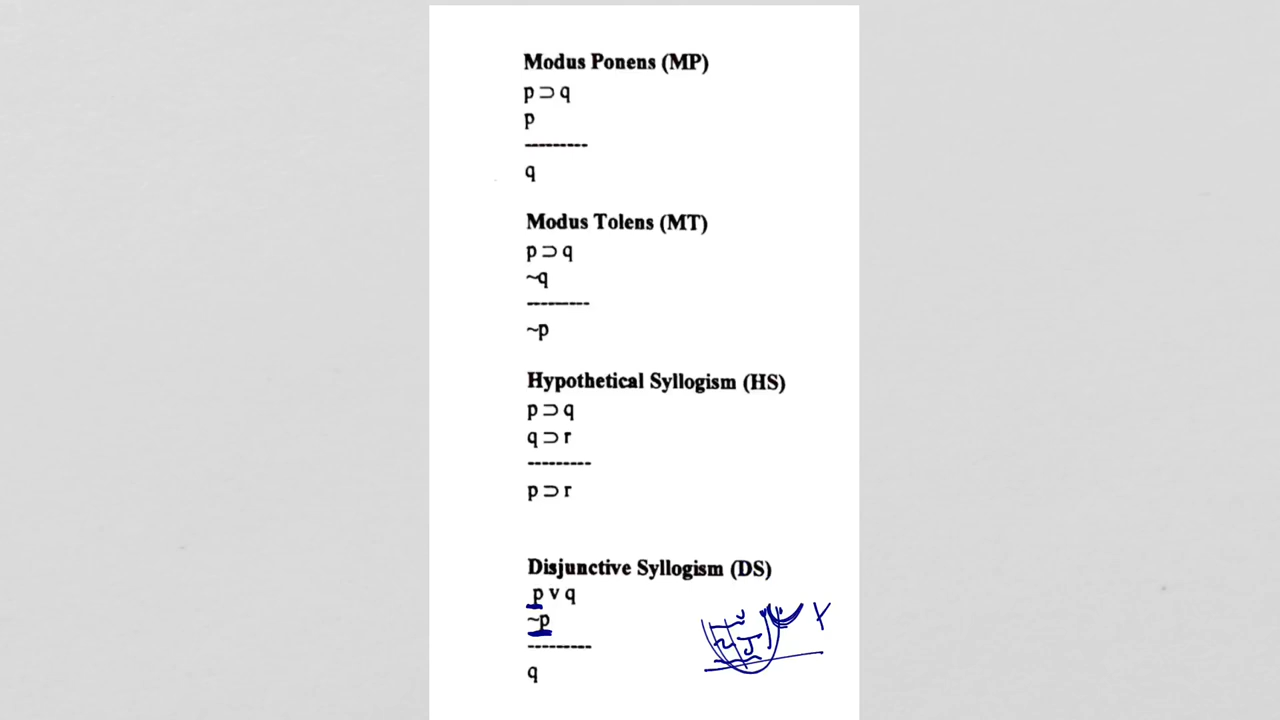 Modus Ponens (MP)
p ⊃ q
p
---------
q
Modus Tolens (MT)
p ⊃ q
~q
---------
~p
Hypothetical Syllogism (HS)
p ⊃ q
q ⊃ r
---------
p ⊃ r
Disjunctive Syllogism (DS)
p v q
~p
---------
q